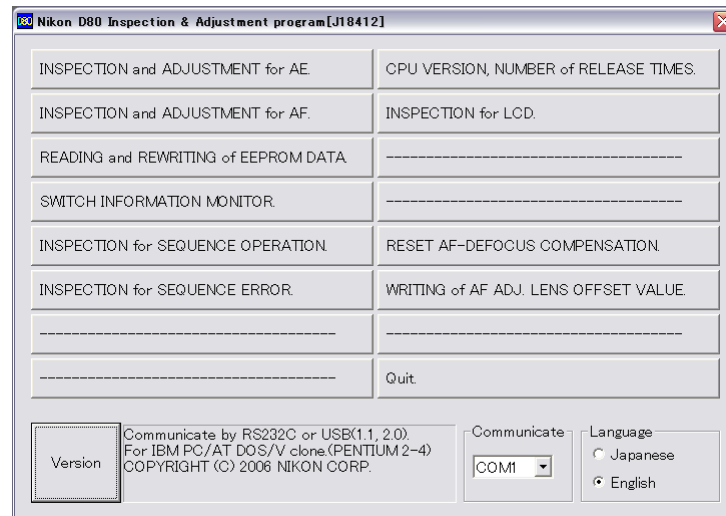 D80 Nikon D80 Inspection & Adjustment program[J18412]
INSPECTION and ADJUSTMENT for AE.
CPU VERSION, NUMBER of RELEASE TIMES.
INSPECTION and ADJUSTMENT for AF.
INSPECTION for LCD.
READING and REWRITING of EEPROM DATA.
------------------------------------
SWITCH INFORMATION MONITOR.
------------------------------------
INSPECTION for SEQUENCE OPERATION.
RESET AF-DEFOCUS COMPENSATION.
INSPECTION for SEQUENCE ERROR.
WRITING of AF ADJ. LENS OFFSET VALUE.
------------------------------------
------------------------------------
------------------------------------
Quit.
Version
Communicate by RS232C or USB(1.1, 2.0).
For IBM PC/AT DOS/V clone.(PENTIUM 2-4)
COPYRIGHT (C) 2006 NIKON CORP.
Communicate
COM1
Language
Japanese
English